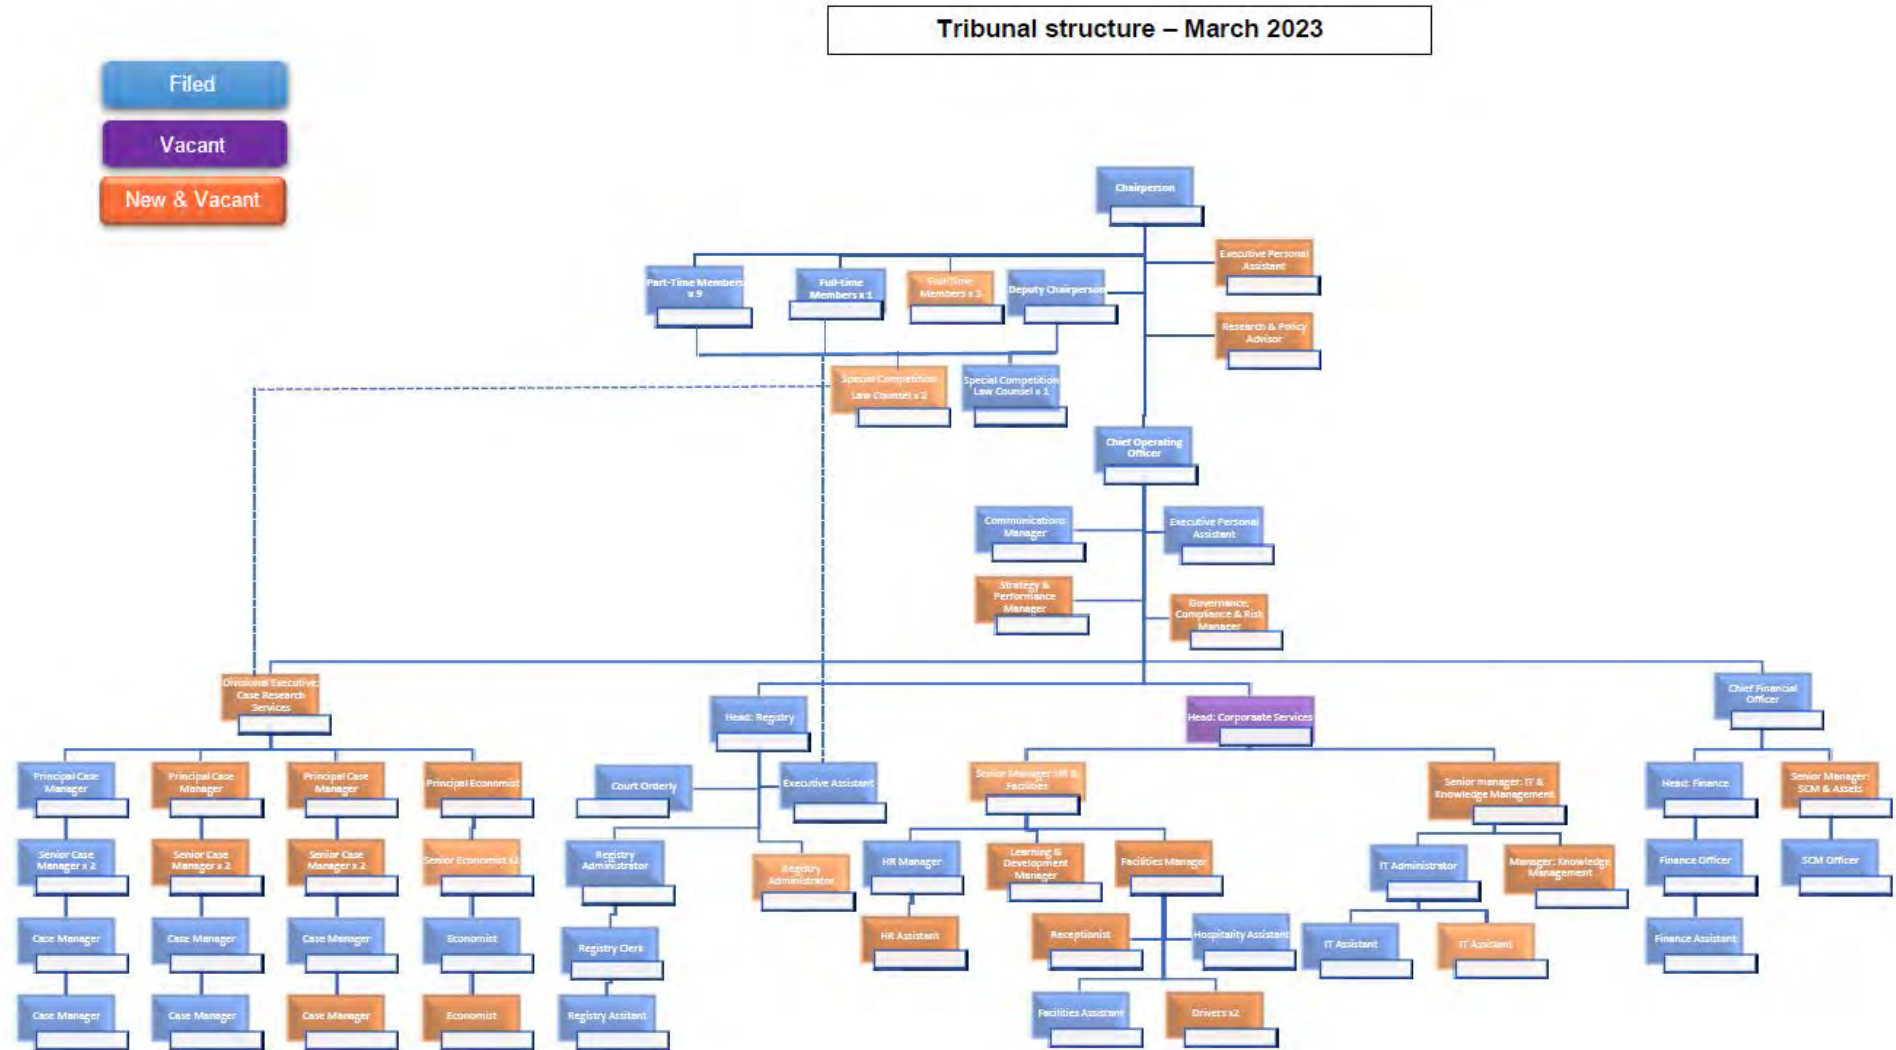 Tribunal structure – March 2023
Filed
Vacant
New & Vacant
Chairperson
Executive Personal
Assistant
Part-Time Members
x 9
Full-time
Members x 1
Full-Time
Members x 3
Deputy Chairperson
Research & Policy
Advisor
Special Competition
Law Counsel x 2
Special Competition
Law Counsel x 1
Chief Operating
Officer
Communications
Manager
Executive Personal
Assistant
Strategy &
Performance
Manager
Governance,
Compliance & Risk
Manager
Divisional Executive:
Case Research
Services
Head: Registry
Head: Corporaate Services
Chief Financial
Officer
Principal Case
Manager
Principal Case
Manager
Principal Case
Manager
Principal Economist
Court Orderly
Executive Assistant
Senior Manager: HR &
Facilities
Senior manager: IT &
Knowledge Management
Head: Finance
Senior Manager:
SCM & Assets
Senior Case
Manager x 2
Senior Case
Manager x 2
Senior Case
Manager x 2
Senior Economist x2
Registry
Administrator
Registry
Administrator
HR Manager
Learning &
Development
Manager
Facilities Manager
IT Administrator
Manager: Knowledge
Management
Finance Officer
SCM Officer
Case Manager
Case Manager
Case Manager
Economist
Registry Clerk
HR Assistant
Receptionist
Hospitality Assistant
IT Assistant
IT Assistant
Finance Assistant
Case Manager
Case Manager
Case Manager
Economist
Registry Assitant
Facilities Assistant
Drivers x2